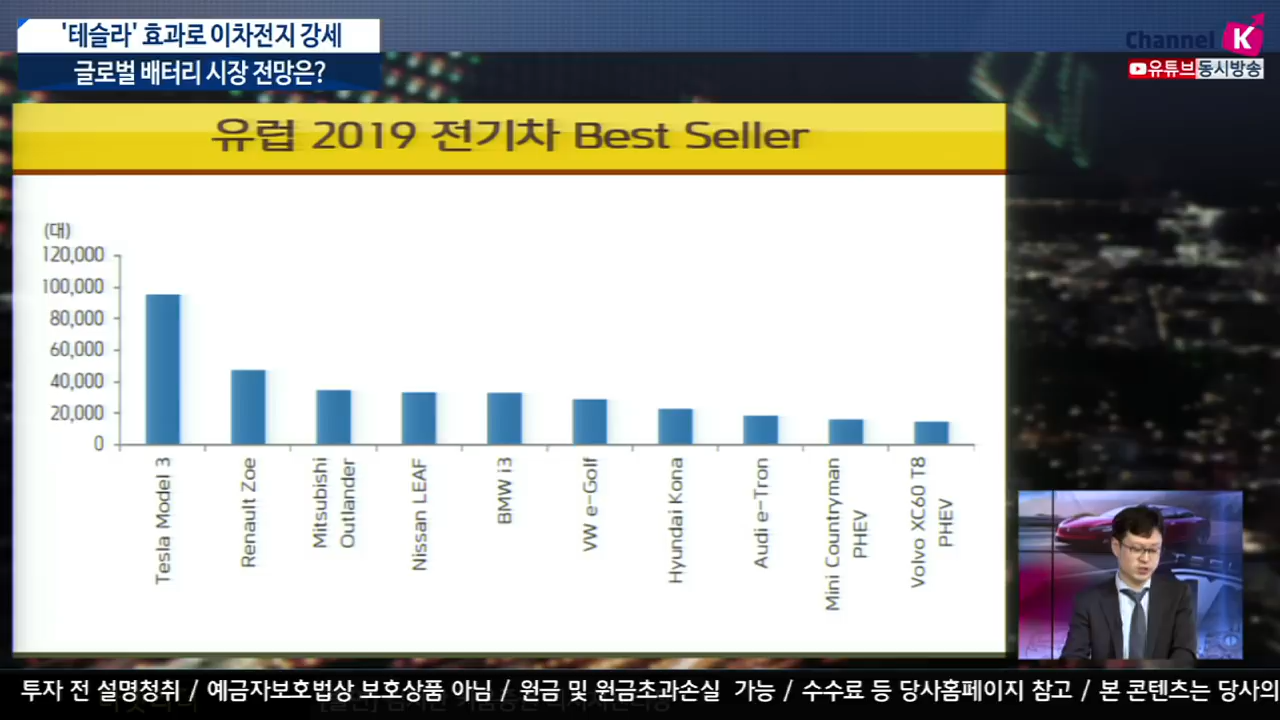 '테슬라' 효과로 이차전지 강세
글로벌 배터리 시장 전망은?
Channel K
유튜브 동시방송
유럽 2019 전기차 Best Seller
(대)
120,000
100,000
80,000
60,000
40,000
20,000
0
Tesla Model 3
Renault Zoe
Mitsubishi
Outlander
Nissan LEAF
BMW i3
VW e-Golf
Hyundai Kona
Audi e-Tron
Mini Countryman
PHEV
Volvo XC60 T8
PHEV
투자 전 설명청취 / 예금자보호법상 보호상품 아님 / 원금 및 원금초과손실 가능 / 수수료 등 당사홈페이지 참고 / 본 콘텐츠는 당사의